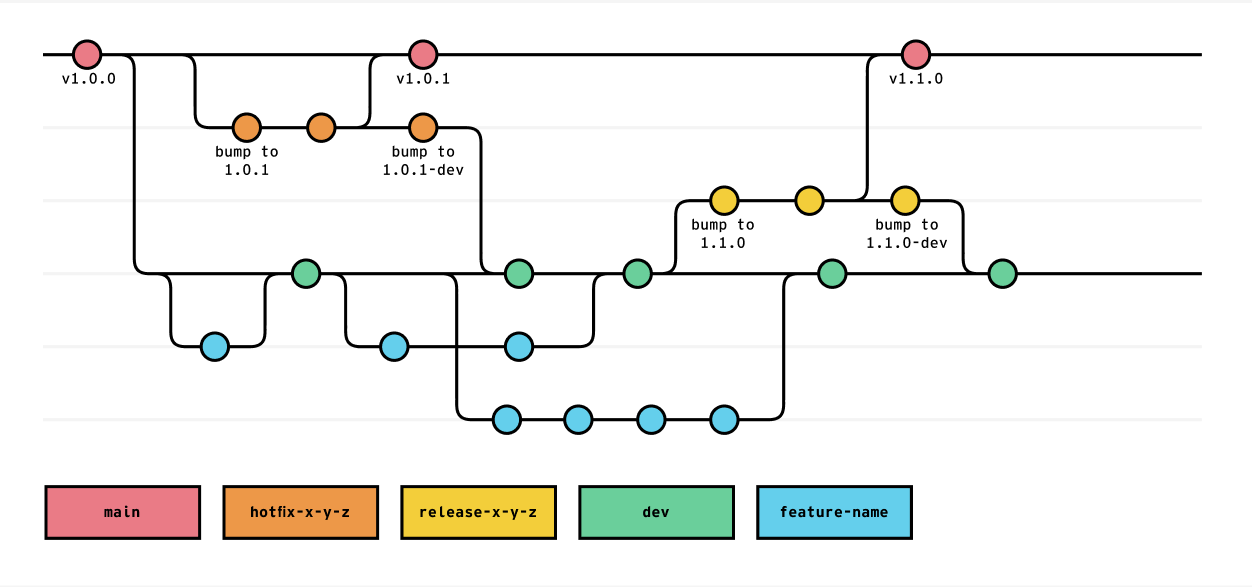 v1.0.0
v1.0.1
v1.1.0
bump to
1.0.1
bump to
1.0.1-dev
bump to
1.1.0
bump to
1.1.0-dev
main
hotfix-x-y-z
release-x-y-z
dev
feature-name